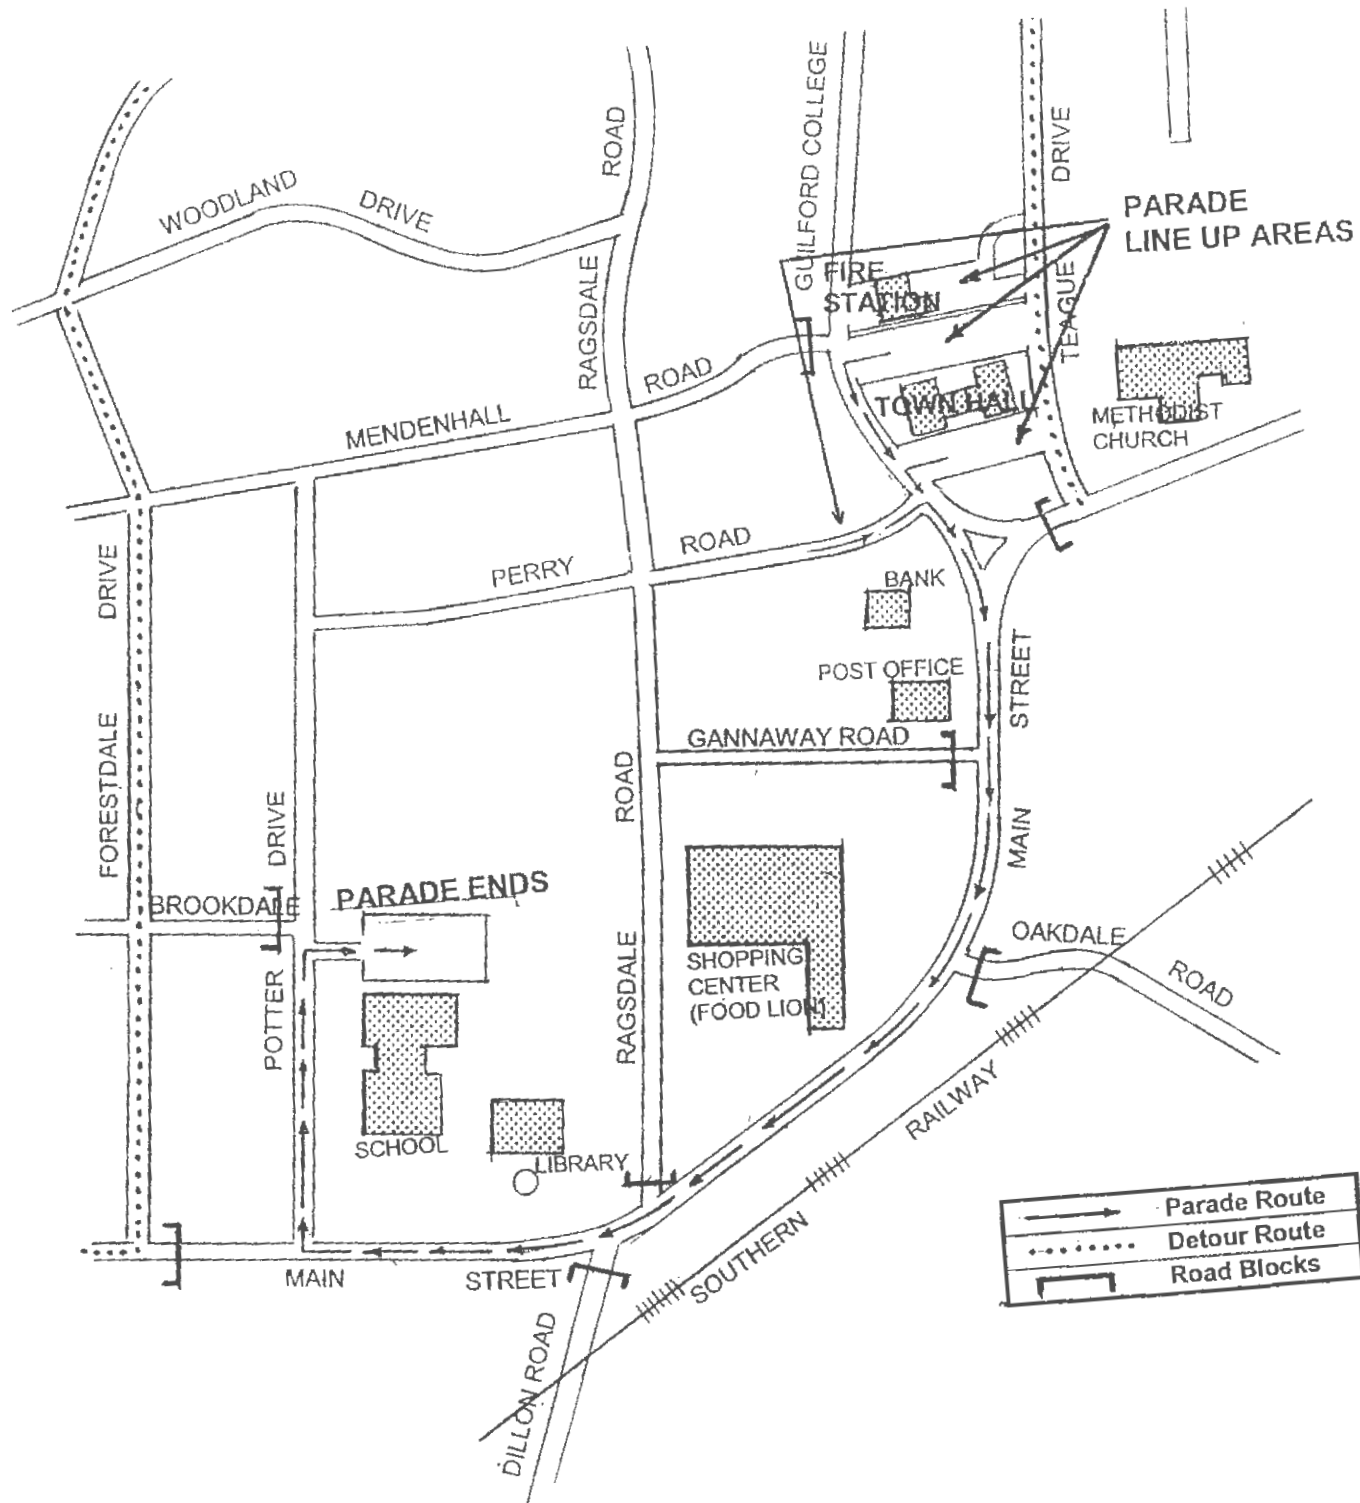 GUILFORD COLLEGE
ROAD
DRIVE
WOODLAND
DRIVE
PARADE
LINE UP AREAS
FIRE
STATION
TEAGUE
RAGSDALE
ROAD
MENDENHALL
TOWN HALL
METHODIST
CHURCH
PERRY
ROAD
DRIVE
BANK
POST OFFICE
STREET
GANNAWAY ROAD
FORESTDALE
DRIVE
ROAD
MAIN
BROOKDALE
PARADE ENDS
POTTER
RAGSDALE
SHOPPING
CENTER
(FOOD LION)
OAKDALE
ROAD
RAILWAY
SCHOOL
LIBRARY
SOUTHERN
MAIN
STREET
DILLON ROAD
Parade Route
Detour Route
Road Blocks